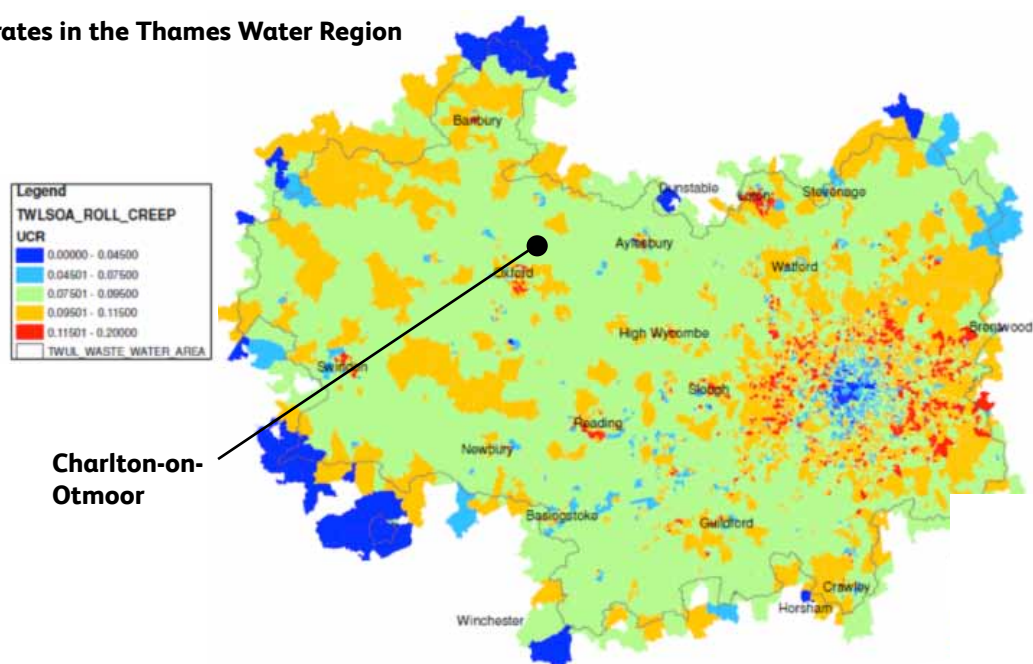 rates in the Thames Water Region
Banbury
Dunstable
Stevenage
Legend
TWLSOA_ROLL_CREEP
UCR
0.00000 - 0.04500
0.04501 - 0.07500
0.07501 - 0.09500
0.09501 - 0.11500
0.11501 - 0.20000
TWUL_WASTE_WATER_AREA
Aylesbury
Oxford
Watford
High Wycombe
Brentwood
Swindon
Slough
Reading
Newbury
Charlton-on-
Otmoor
Basingstoke
Guildford
Crawley
Horsham
Winchester